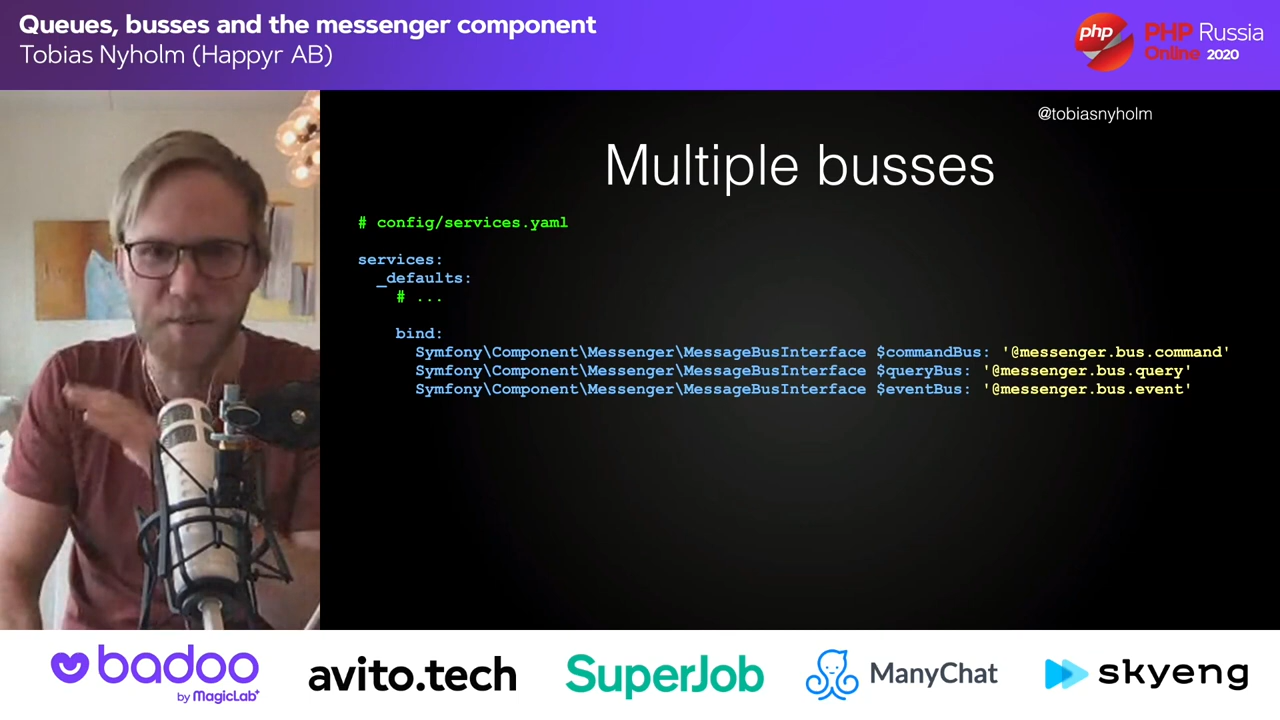 Queues, busses and the messenger component
Tobias Nyholm (Happyr AB)
php
PHP Russia
Online 2020
@tobiasnyholm
Multiple busses
# config/services.yaml
services:
  _defaults:
    # ...
    bind:
      Symfony\Component\Messenger\MessageBusInterface $commandBus: '@messenger.bus.command'
      Symfony\Component\Messenger\MessageBusInterface $queryBus: '@messenger.bus.query'
      Symfony\Component\Messenger\MessageBusInterface $eventBus: '@messenger.bus.event'
badoo
by MagicLab+
avito.tech
SuperJob
ManyChat
skyeng